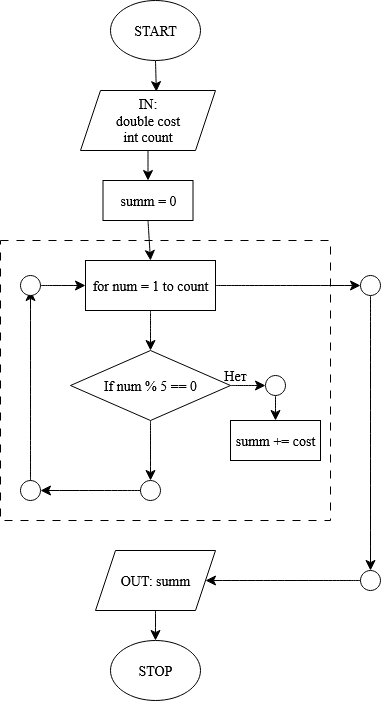 START
IN:
double cost
int count
summ = 0
for num = 1 to count
If num % 5 == 0
Нет
summ += cost
OUT: summ
STOP